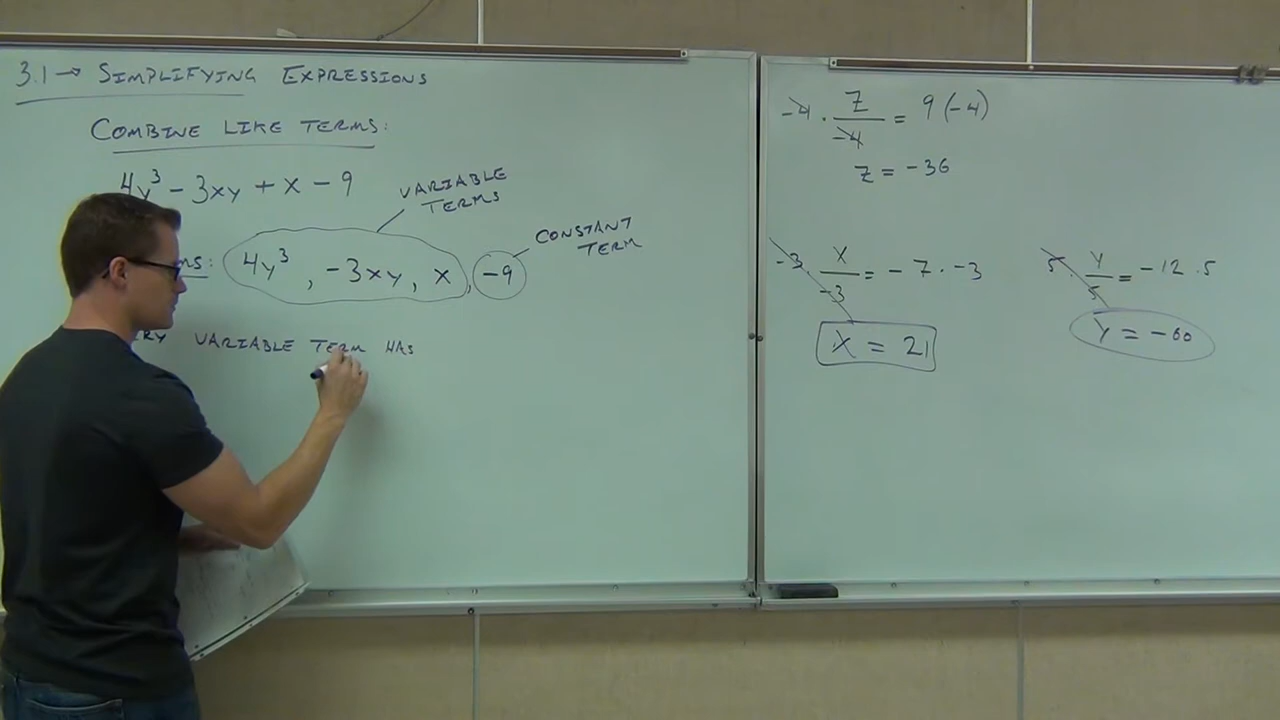 3.1 → SIMPLIFYING EXPRESSIONS
COMBINE LIKE TERMS:
4y³ - 3xy + x - 9
VARIABLE TERMS
CONSTANT TERM
4y³, -3xy, x, -9
VARIABLE TERM HAS
-4 · z/-4 = 9(-4)
z = -36
-3 · x/-3 = -7 · -3
x = 21
5 · y/5 = -12 · 5
y = -60